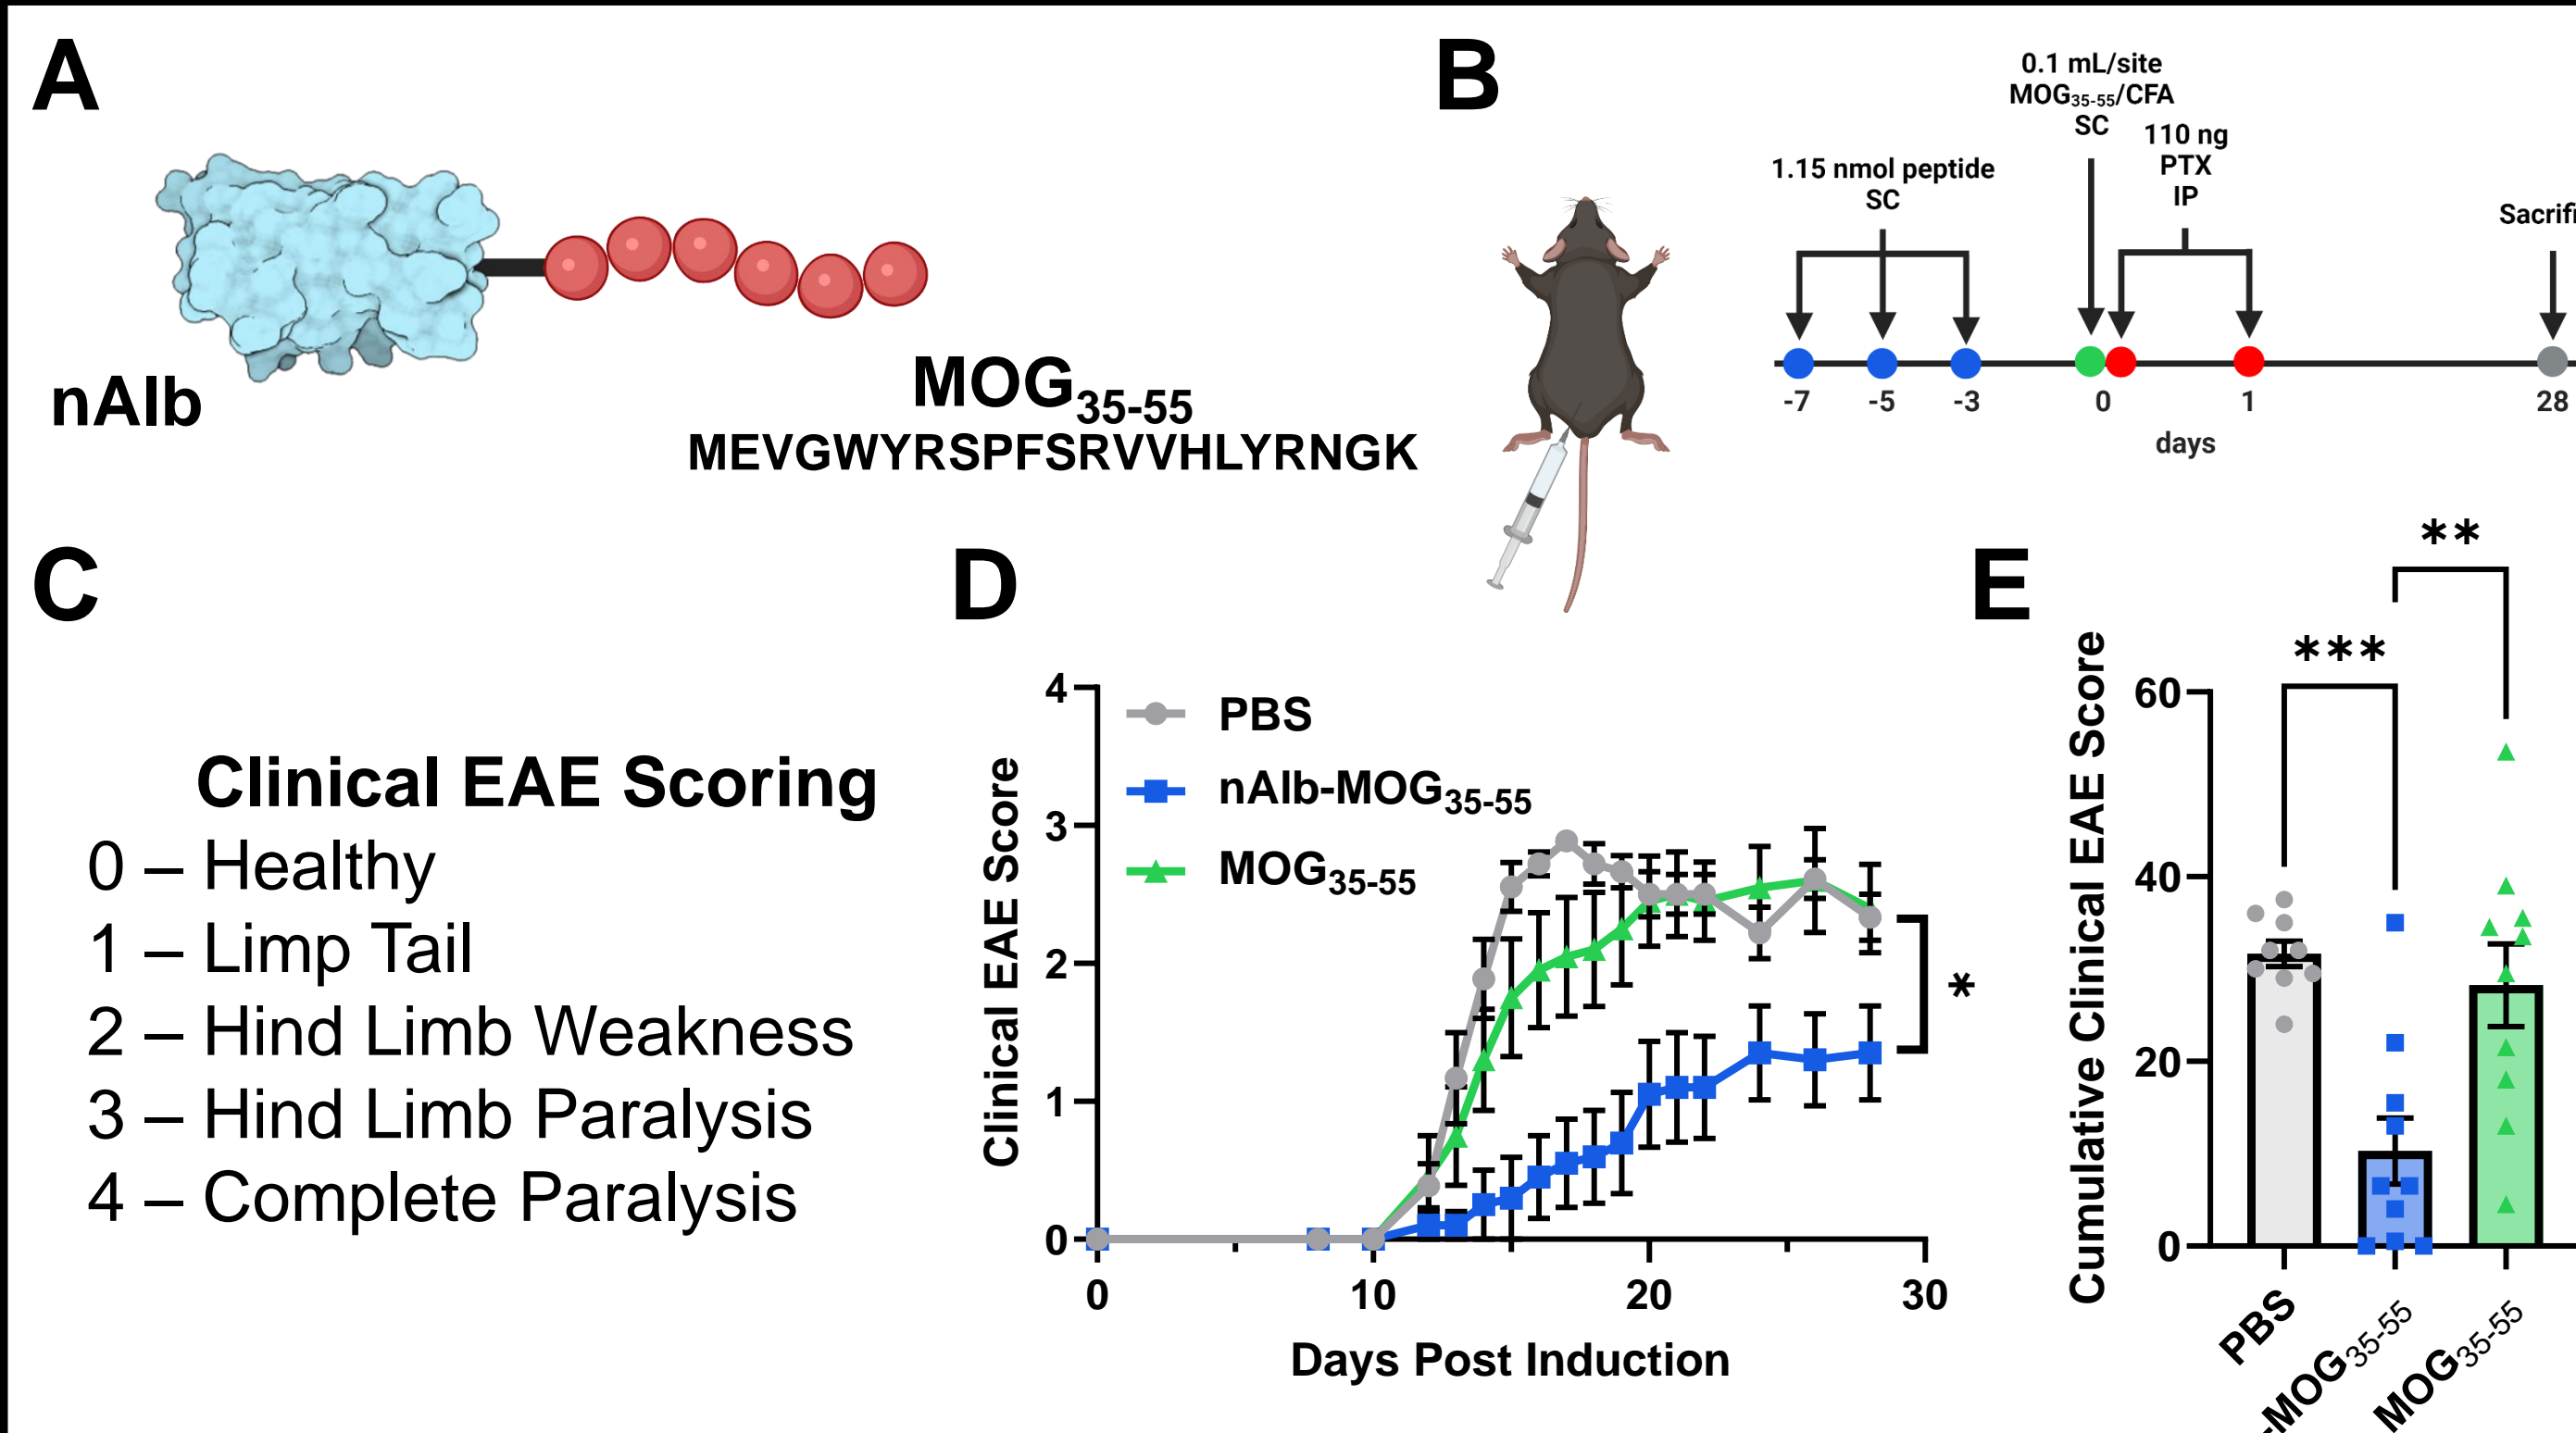 A
nAlb
MOG35-55
MEVGWYRSPFSRVVHLYRNGK
B
1.15 nmol peptide
SC
0.1 mL/site
MOG35-55/CFA
SC
110 ng
PTX
IP
Sacrifi
-7
-5
-3
0
1
28
days
C
Clinical EAE Scoring
0 – Healthy
1 – Limp Tail
2 – Hind Limb Weakness
3 – Hind Limb Paralysis
4 – Complete Paralysis
D
Clinical EAE Score
4
3
2
1
0
PBS
nAlb-MOG35-55
MOG35-55
*
0
10
20
30
Days Post Induction
E
Cumulative Clinical EAE Score
60
40
20
0
**
***
PBS
-MOG35-55
MOG35-55